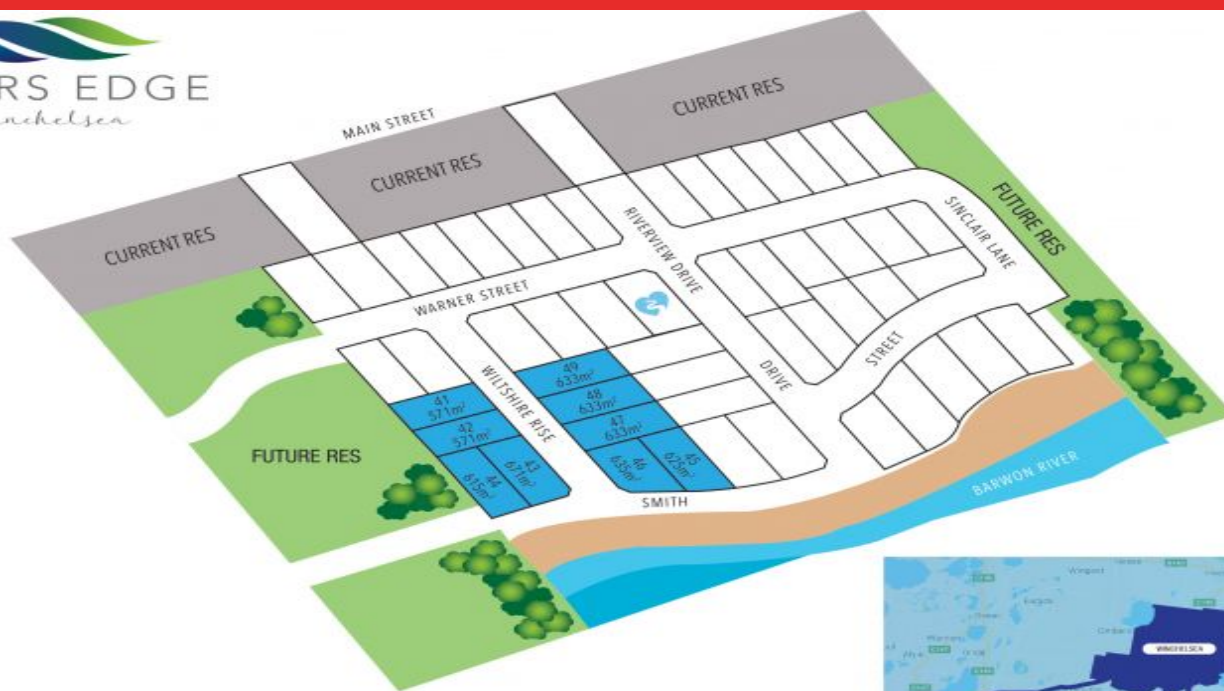 RS EDGE
nchelsea
MAIN STREET
CURRENT RES
CURRENT RES
CURRENT RES
RIVERVIEW DRIVE
SINCLAIR LANE
FUTURE RES
WARNER STREET
WILTSHIRE RISE
DRIVE
STREET
49
633m²
48
633m²
47
633m²
46
635m²
45
625m²
41
571m²
42
571m²
43
671m²
44
615m²
FUTURE RES
SMITH
BARWON RIVER
WINCHELSEA